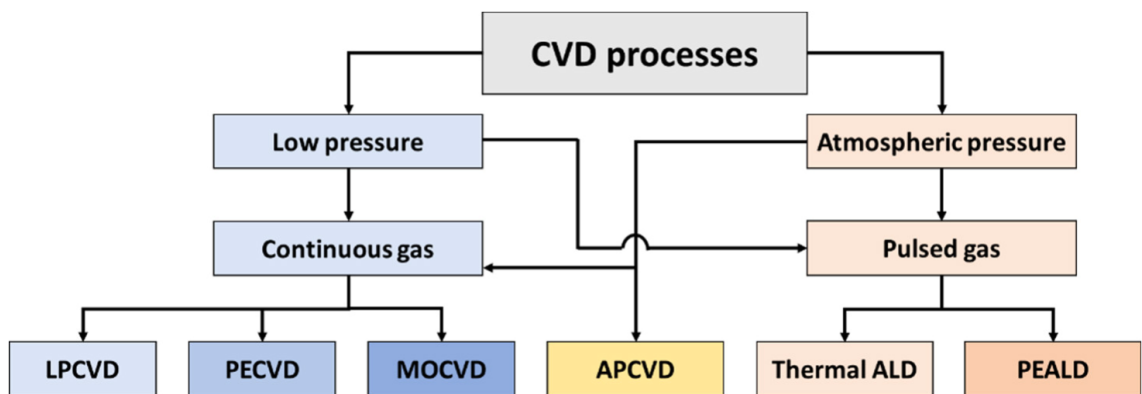 CVD processes
Low pressure
Atmospheric pressure
Continuous gas
Pulsed gas
LPCVD
PECVD
MOCVD
APCVD
Thermal ALD
PEALD